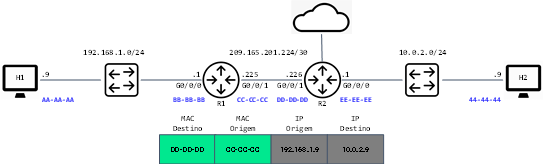 192.168.1.0/24
209.165.201.224/30
10.0.2.0/24
H1
.9
.1
G0/0/0
.225
G0/0/1
.226
G0/0/1
.1
G0/0/0
.9
H2
AA-AA-AA
BB-BB-BB
R1
CC-CC-CC
DD-DD-DD
R2
EE-EE-EE
44-44-44
MAC Destino
MAC Origem
IP Origem
IP Destino
DD-DD-DD
CC-CC-CC
192.168.1.9
10.0.2.9